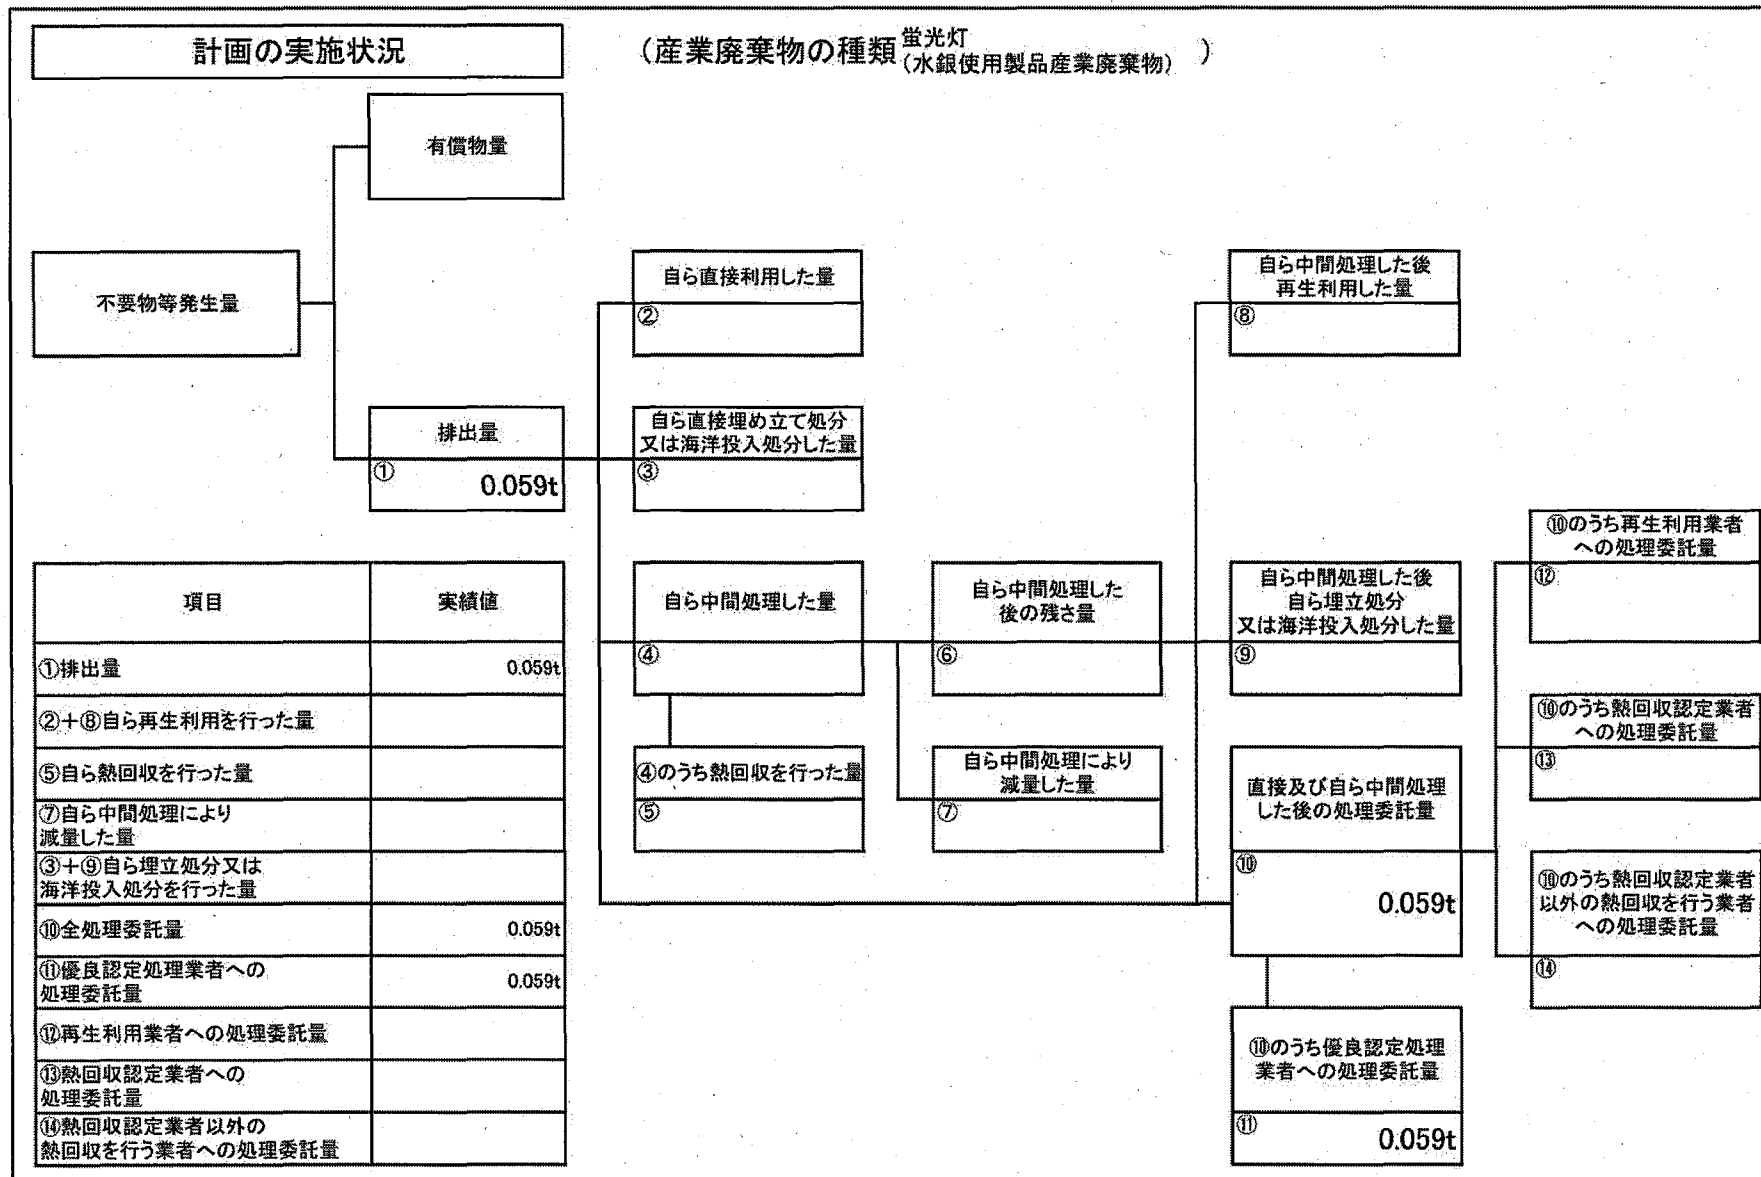 計画の実施状況
（産業廃棄物の種類 蛍光灯
(水銀使用製品産業廃棄物) ）
有償物量
不要物等発生量
排出量
①
0.059t
自ら直接利用した量
②
自ら直接埋め立て処分
又は海洋投入処分した量
③
自ら中間処理した量
④
④のうち熱回収を行った量
⑤
自ら中間処理した
後の残さ量
⑥
自ら中間処理により
減量した量
⑦
自ら中間処理した後
再生利用した量
⑧
自ら中間処理した後
自ら埋立処分
又は海洋投入処分した量
⑨
直接及び自ら中間処理
した後の処理委託量
⑩
0.059t
⑩のうち優良認定処理
業者への処理委託量
⑪
0.059t
⑩のうち再生利用業者
への処理委託量
⑫
⑩のうち熱回収認定業者
への処理委託量
⑬
⑩のうち熱回収認定業者
以外の熱回収を行う業者
への処理委託量
⑭
項目 実績値
①排出量 0.059t
②＋⑧自ら再生利用を行った量
⑤自ら熱回収を行った量
⑦自ら中間処理により
減量した量
③＋⑨自ら埋立処分又は
海洋投入処分を行った量
⑩全処理委託量 0.059t
⑪優良認定処理業者への
処理委託量 0.059t
⑫再生利用業者への処理委託量
⑬熱回収認定業者への
処理委託量
⑭熱回収認定業者以外の
熱回収を行う業者への処理委託量